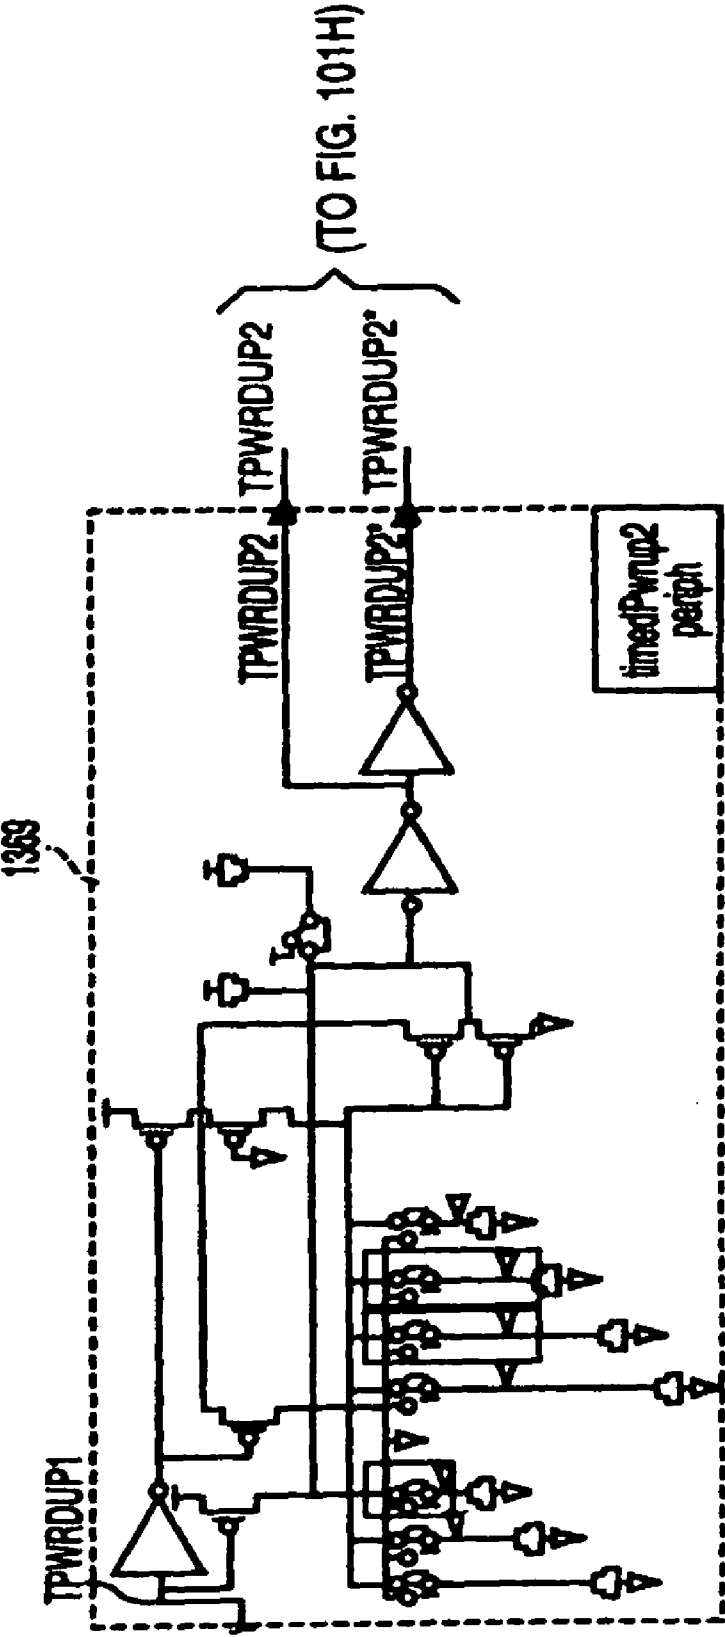 TPWRDUP1
1369
TPWRDUP2
TPWRDUP2*
TPWRDUP2
TPWRDUP2*
(TO FIG. 101H)
timedPwrup2
periph